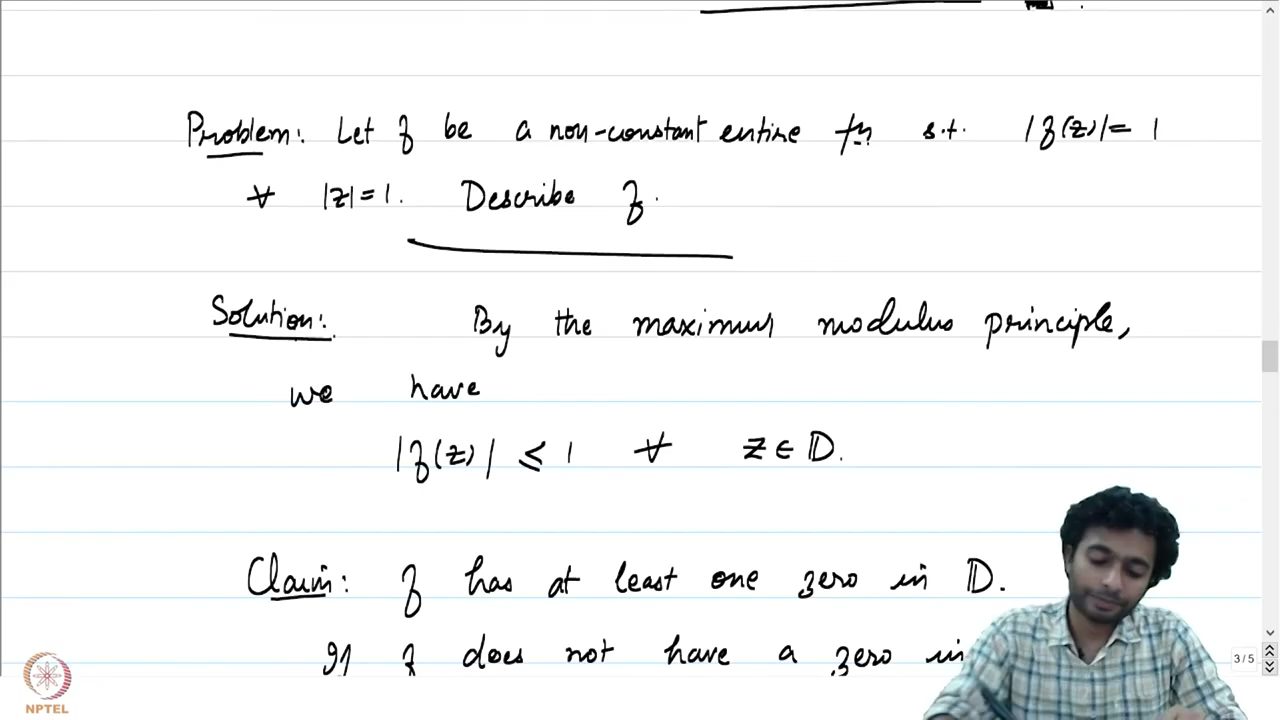 Problem: Let f be a non-constant entire fn s.t. |f(z)| = 1
∀ |z| = 1. Describe f.
Solution: By the maximum modulus principle,
we have
|f(z)| ≤ 1 ∀ z ∈ 𝔻.
Claim: f has at least one zero in 𝔻.
If f does not have a zero in
3 / 5
NPTEL